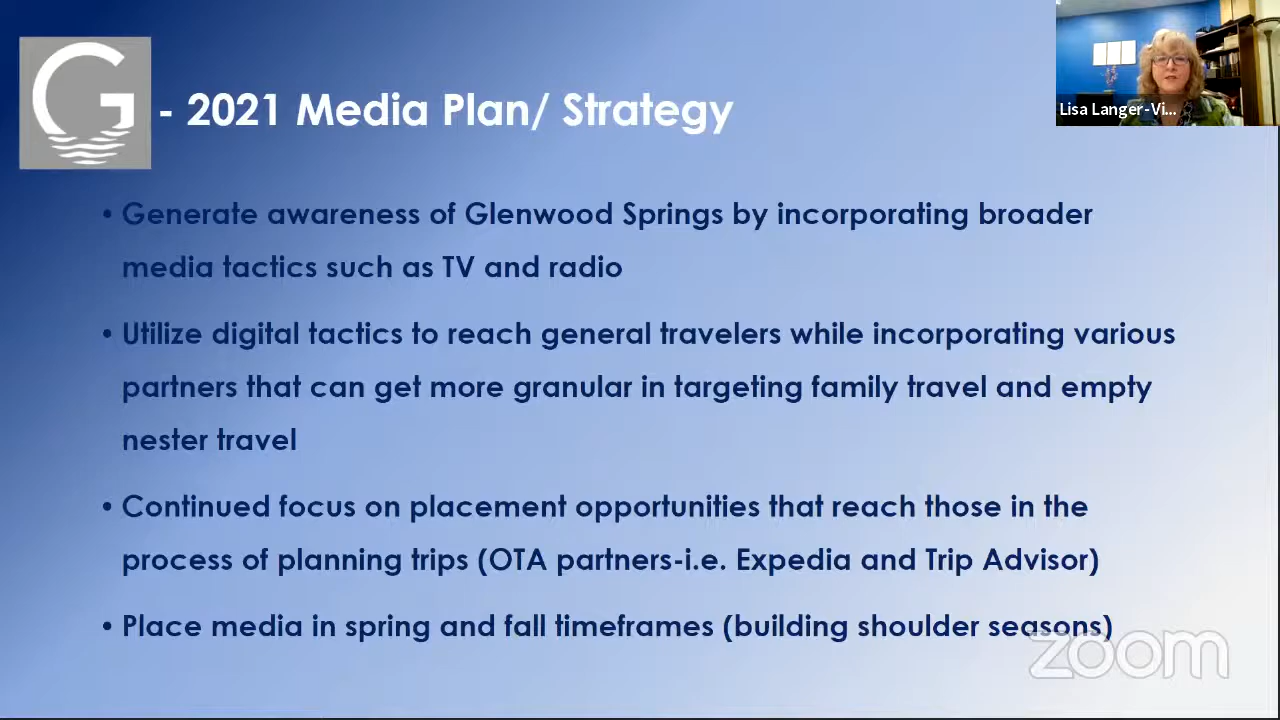 G - 2021 Media Plan/ Strategy
Lisa Langer-Vi...
• Generate awareness of Glenwood Springs by incorporating broader
media tactics such as TV and radio
• Utilize digital tactics to reach general travelers while incorporating various
partners that can get more granular in targeting family travel and empty
nester travel
• Continued focus on placement opportunities that reach those in the
process of planning trips (OTA partners-i.e. Expedia and Trip Advisor)
• Place media in spring and fall timeframes (building shoulder seasons)
zoom